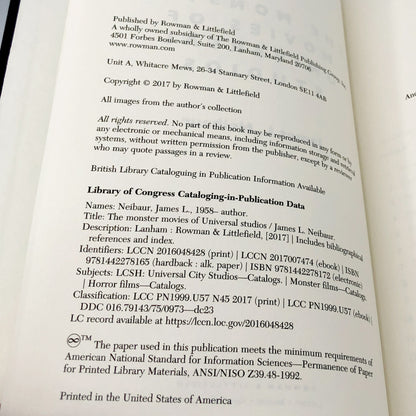 Published by Rowman & Littlefield
A wholly owned subsidiary of The Rowman & Littlefield Publishing Group, Inc.
4501 Forbes Boulevard, Suite 200, Lanham, Maryland 20706
www.rowman.com
Unit A, Whitacre Mews, 26-34 Stannary Street, London SE11 4AB
Copyright © 2017 by Rowman & Littlefield
All images from the author's collection
All rights reserved. No part of this book may be reproduced in any form or by
any electronic or mechanical means, including information storage and retrieval
systems, without written permission from the publisher, except by a reviewer
who may quote passages in a review.
British Library Cataloguing in Publication Information Available
Library of Congress Cataloging-in-Publication Data
Names: Neibaur, James L., 1958– author.
Title: The monster movies of Universal studios / James L. Neibaur.
Description: Lanham : Rowman & Littlefield, [2017] | Includes bibliographical
references and index.
Identifiers: LCCN 2016048428 (print) | LCCN 2017007474 (ebook) | ISBN
9781442278165 (hardback : alk. paper) | ISBN 9781442278172 (electronic)
Subjects: LCSH: Universal City Studios—Catalogs. | Monster films—Catalogs.
| Horror films—Catalogs.
Classification: LCC PN1999.U57 N45 2017 (print) | LCC PN1999.U57 (ebook) |
DDC 016.79143/75/0973—dc23
LC record available at https://lccn.loc.gov/2016048428
∞™ The paper used in this publication meets the minimum requirements of
American National Standard for Information Sciences—Permanence of Paper
for Printed Library Materials, ANSI/NISO Z39.48-1992.
Printed in the United States of America